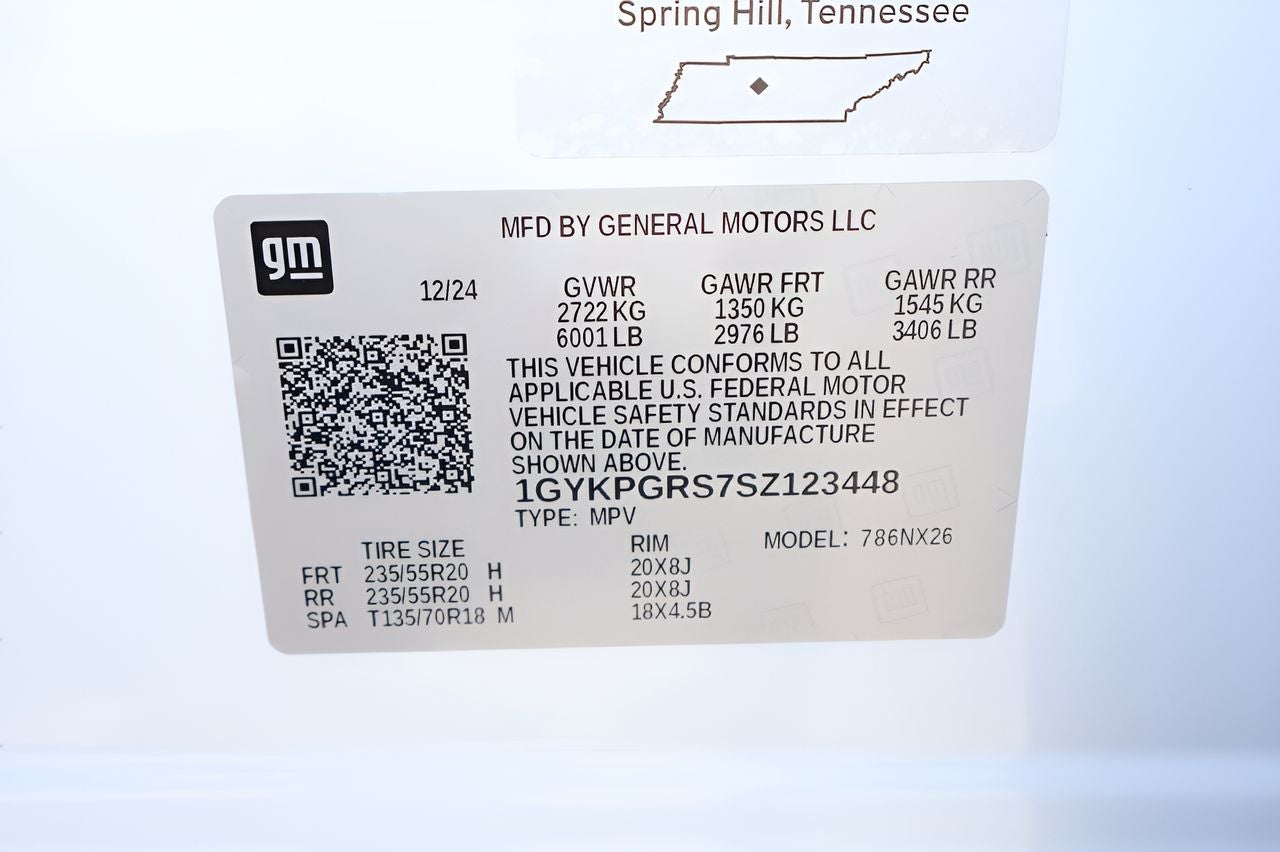 Spring Hill, Tennessee
gm
MFD BY GENERAL MOTORS LLC
12/24 GVWR GAWR FRT GAWR RR
2722 KG 1350 KG 1545 KG
6001 LB 2976 LB 3406 LB
THIS VEHICLE CONFORMS TO ALL
APPLICABLE U.S. FEDERAL MOTOR
VEHICLE SAFETY STANDARDS IN EFFECT
ON THE DATE OF MANUFACTURE
SHOWN ABOVE.
1GYKPGRS7SZ123448
TYPE: MPV
TIRE SIZE RIM MODEL: 786NX26
FRT 235/55R20 H 20X8J
RR 235/55R20 H 20X8J
SPA T135/70R18 M 18X4.5B